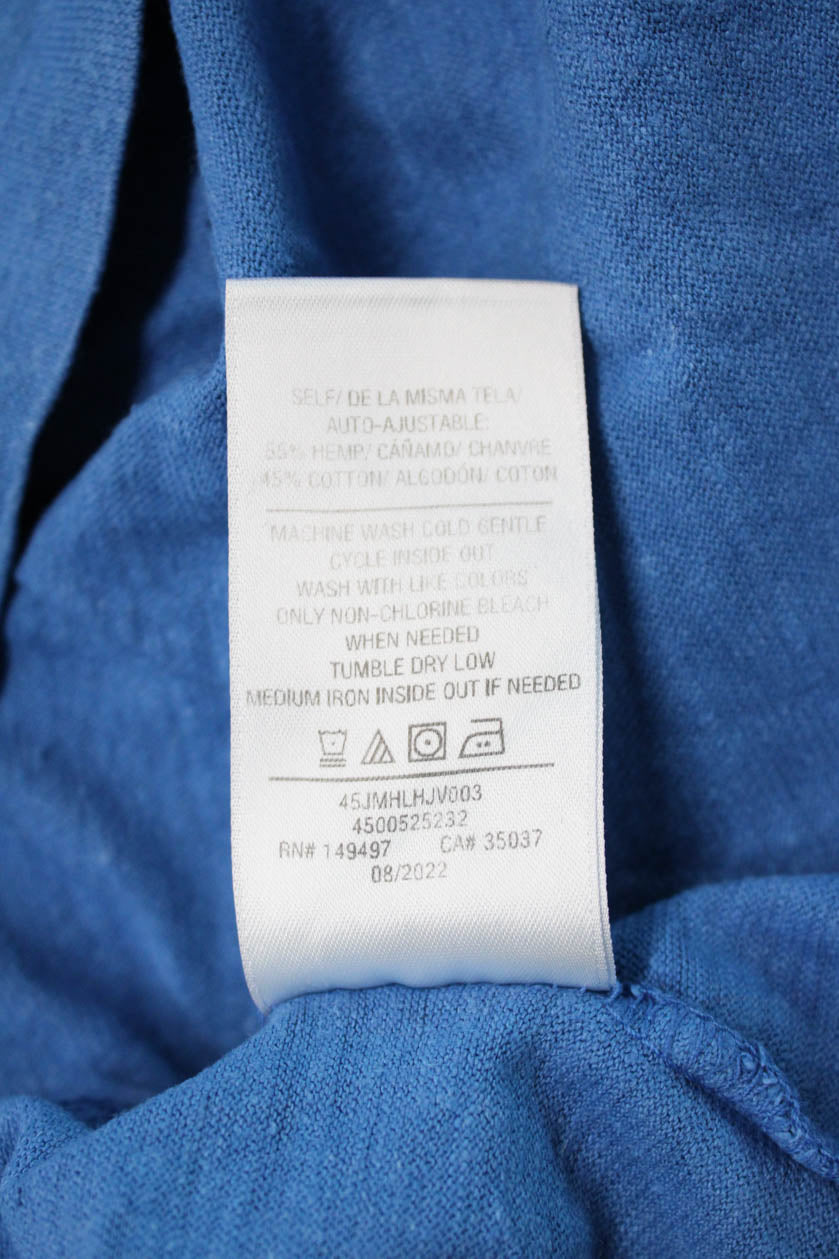 SELF/ DE LA MISMA TELA/
AUTO-AJUSTABLE:
55% HEMP/ CÁÑAMO/ CHANVRE
45% COTTON/ ALGODÓN/ COTON
MACHINE WASH COLD GENTLE
CYCLE INSIDE OUT
WASH WITH LIKE COLORS
ONLY NON-CHLORINE BLEACH
WHEN NEEDED
TUMBLE DRY LOW
MEDIUM IRON INSIDE OUT IF NEEDED
45JMHLHJV003
4500525232
RN# 149497 CA# 35037
08/2022